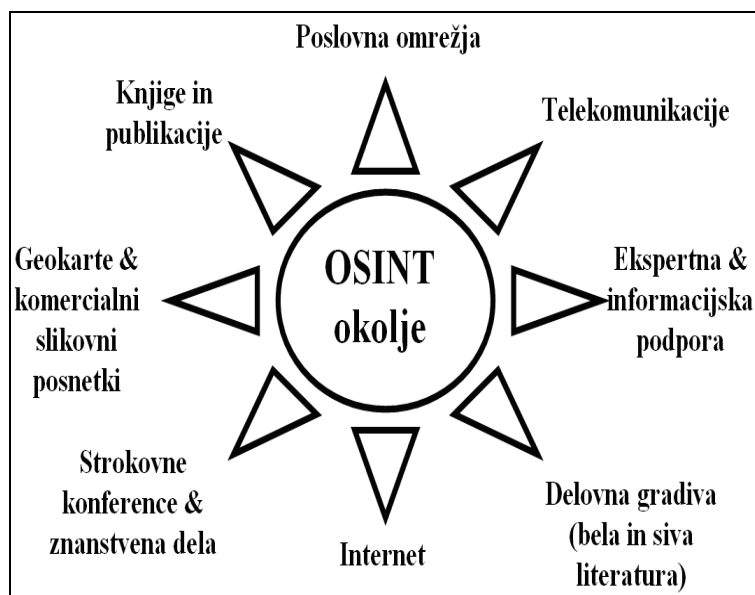 Poslovna omrežja
Knjige in
publikacije
Telekomunikacije
Geokarte &
komercialni
slikovni
posnetki
OSINT
okolje
Ekspertna &
informacijska
podpora
Strokovne
konference &
znanstvena dela
Internet
Delovna gradiva
(bela in siva
literatura)